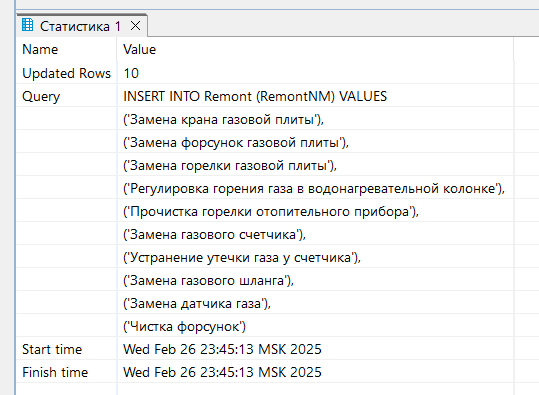 Статистика 1
Name Value
Updated Rows 10
Query INSERT INTO Remont (RemontNM) VALUES
('Замена крана газовой плиты'),
('Замена форсунок газовой плиты'),
('Замена горелки газовой плиты'),
('Регулировка горения газа в водонагревательной колонке'),
('Прочистка горелки отопительного прибора'),
('Замена газового счетчика'),
('Устранение утечки газа у счетчика'),
('Замена газового шланга'),
('Замена датчика газа'),
('Чистка форсунок')
Start time Wed Feb 26 23:45:13 MSK 2025
Finish time Wed Feb 26 23:45:13 MSK 2025